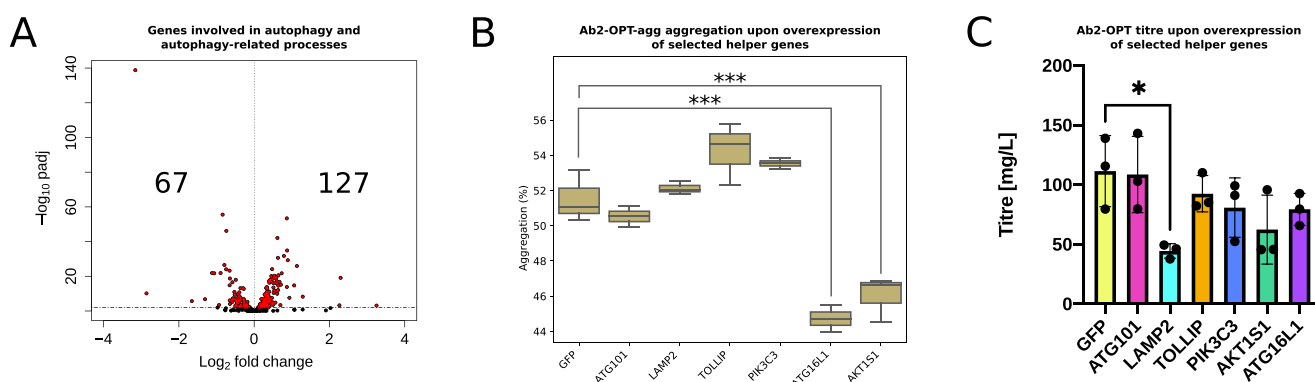 A
Genes involved in autophagy and
autophagy-related processes
−log10 padj
140
100
60
20
67
127
−4
−2
0
2
4
Log2 fold change
B
Ab2-OPT-agg aggregation upon overexpression
of selected helper genes
Aggregation (%)
56
54
52
50
48
46
44
***
***
GFP
ATG101
LAMP2
TOLLIP
PIK3C3
ATG16L1
AKT1S1
C
Ab2-OPT titre upon overexpression
of selected helper genes
Titre [mg/L]
200
150
100
50
0
*
GFP
ATG101
LAMP2
TOLLIP
PIK3C3
AKT1S1
ATG16L1